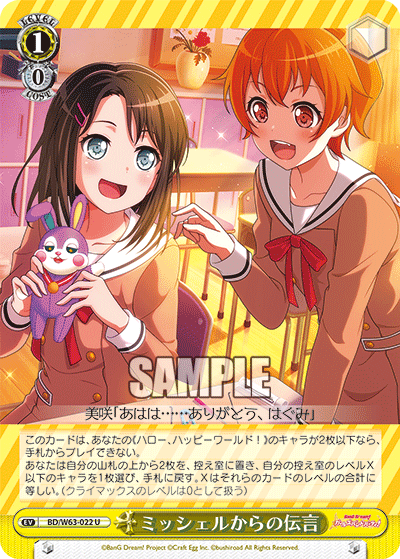 LEVEL
1
0
COST
SAMPLE
美咲「あはは……ありがとう、はぐみ」
このカードは、あなたの《ハロー、ハッピーワールド！》のキャラが2枚以下なら、
手札からプレイできない。
あなたは自分の山札の上から2枚を、控え室に置き、自分の控え室のレベルX
以下のキャラを1枚選び、手札に戻す。Xはそれらのカードのレベルの合計に
等しい。（クライマックスのレベルは0として扱う）
EV BD/W63-022 U ミッシェルからの伝言
©BanG Dream! Project ©Craft Egg Inc. ©bushiroad All Rights Reserved.